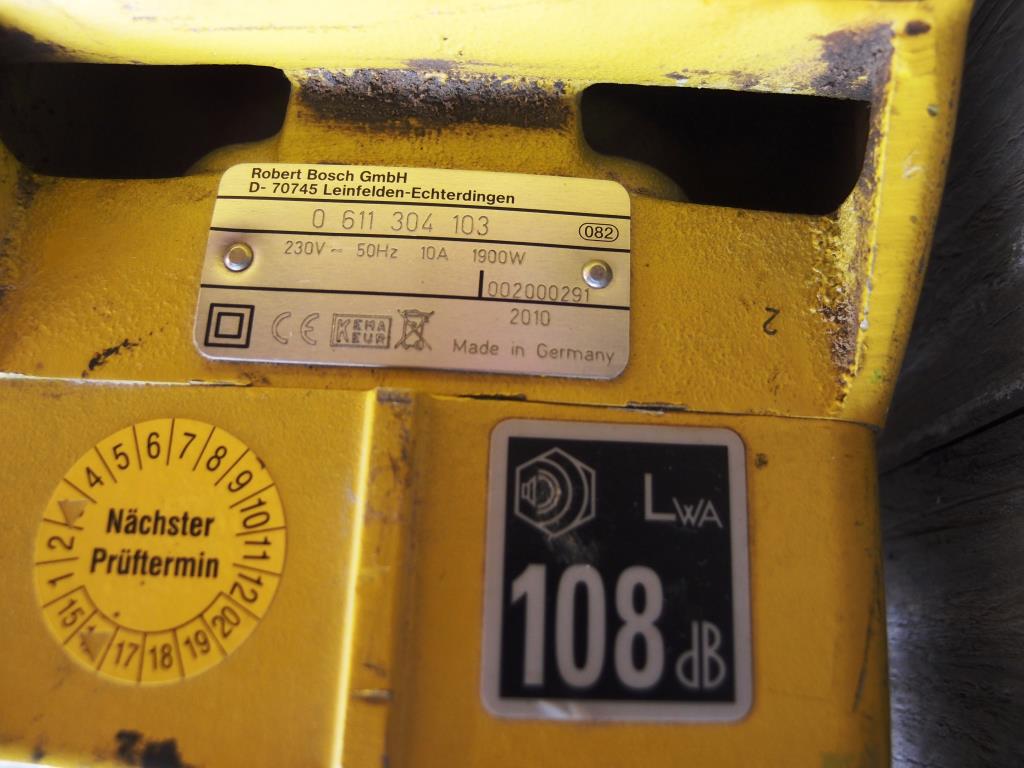 Robert Bosch GmbH
D- 70745 Leinfelden-Echterdingen
0 611 304 103 082
230V ~ 50Hz 10A 1900W
002000291
2010
CE KEMA KEUR
Made in Germany
2
Nächster
Prüftermin
1 2 4 5 6 7 8 9 10 11 12
15 17 18 19 20
LWA
108 dB